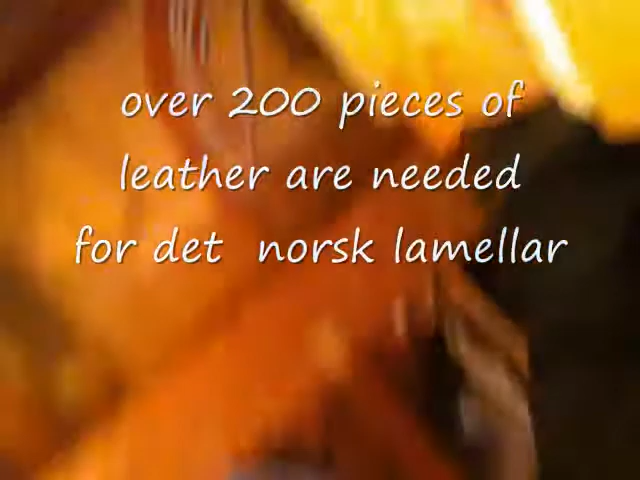 over 200 pieces of
leather are needed
for det norsk lamellar